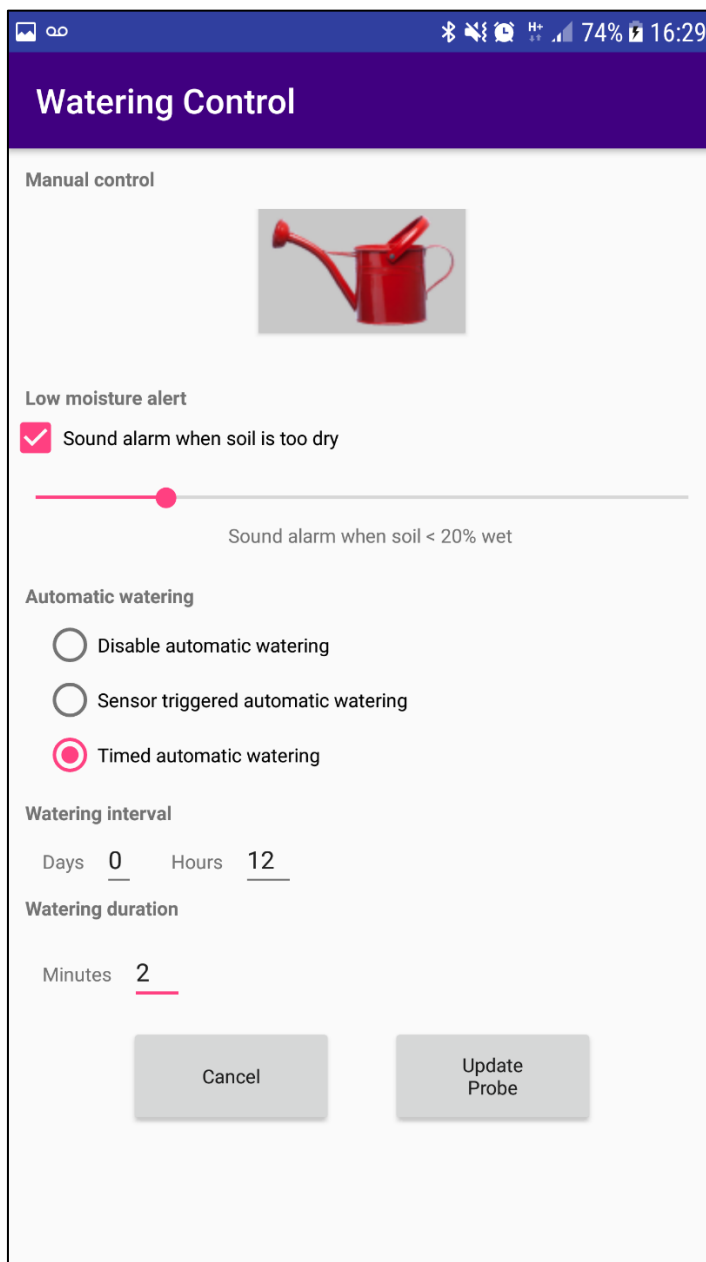 H+ 74% 16:29
Watering Control
Manual control
Low moisture alert
Sound alarm when soil is too dry
Sound alarm when soil < 20% wet
Automatic watering
Disable automatic watering
Sensor triggered automatic watering
Timed automatic watering
Watering interval
Days 0 Hours 12
Watering duration
Minutes 2
Cancel
Update
Probe